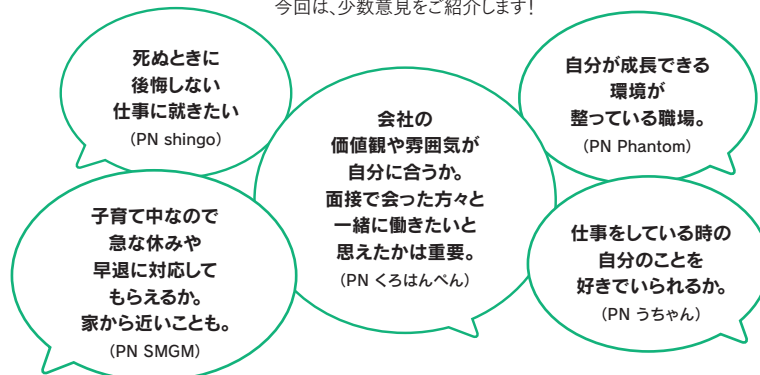 今回は、少数意見をご紹介します!
死ぬときに
後悔しない
仕事に就きたい
(PN shingo)
会社の
価値観や雰囲気が
自分に合うか。
面接で会った方々と
一緒に働きたいと
思えたかは重要。
(PN くろはんぺん)
自分が成長できる
環境が
整っている職場。
(PN Phantom)
子育て中なので
急な休みや
早退に対応して
もらえるか。
家から近いことも。
(PN SMGM)
仕事をしている時の
自分のことを
好きでいられるか。
(PN うちゃん)